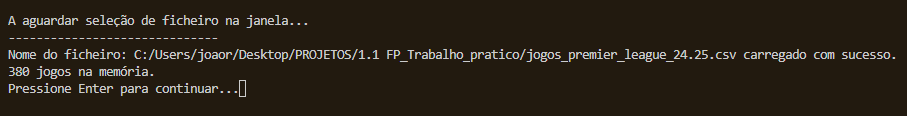 A aguardar seleção de ficheiro na janela...
------------------------------
Nome do ficheiro: C:/Users/joaor/Desktop/PROJETOS/1.1 FP_Trabalho_pratico/jogos_premier_league_24.25.csv carregado com sucesso.
380 jogos na memória.
Pressione Enter para continuar...